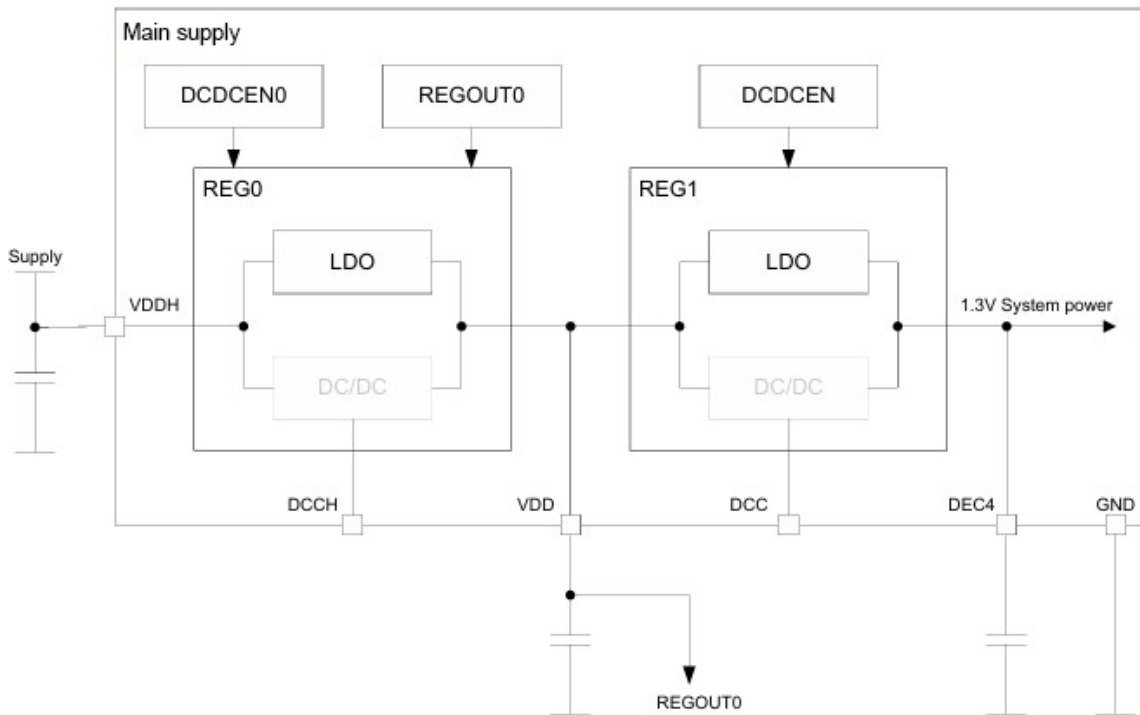 Main supply
DCDCEN0
REGOUT0
DCDCEN
REG0
REG1
LDO
LDO
Supply
VDDH
1.3V System power
DC/DC
DC/DC
DCCH
VDD
DCC
DEC4
GND
REGOUT0